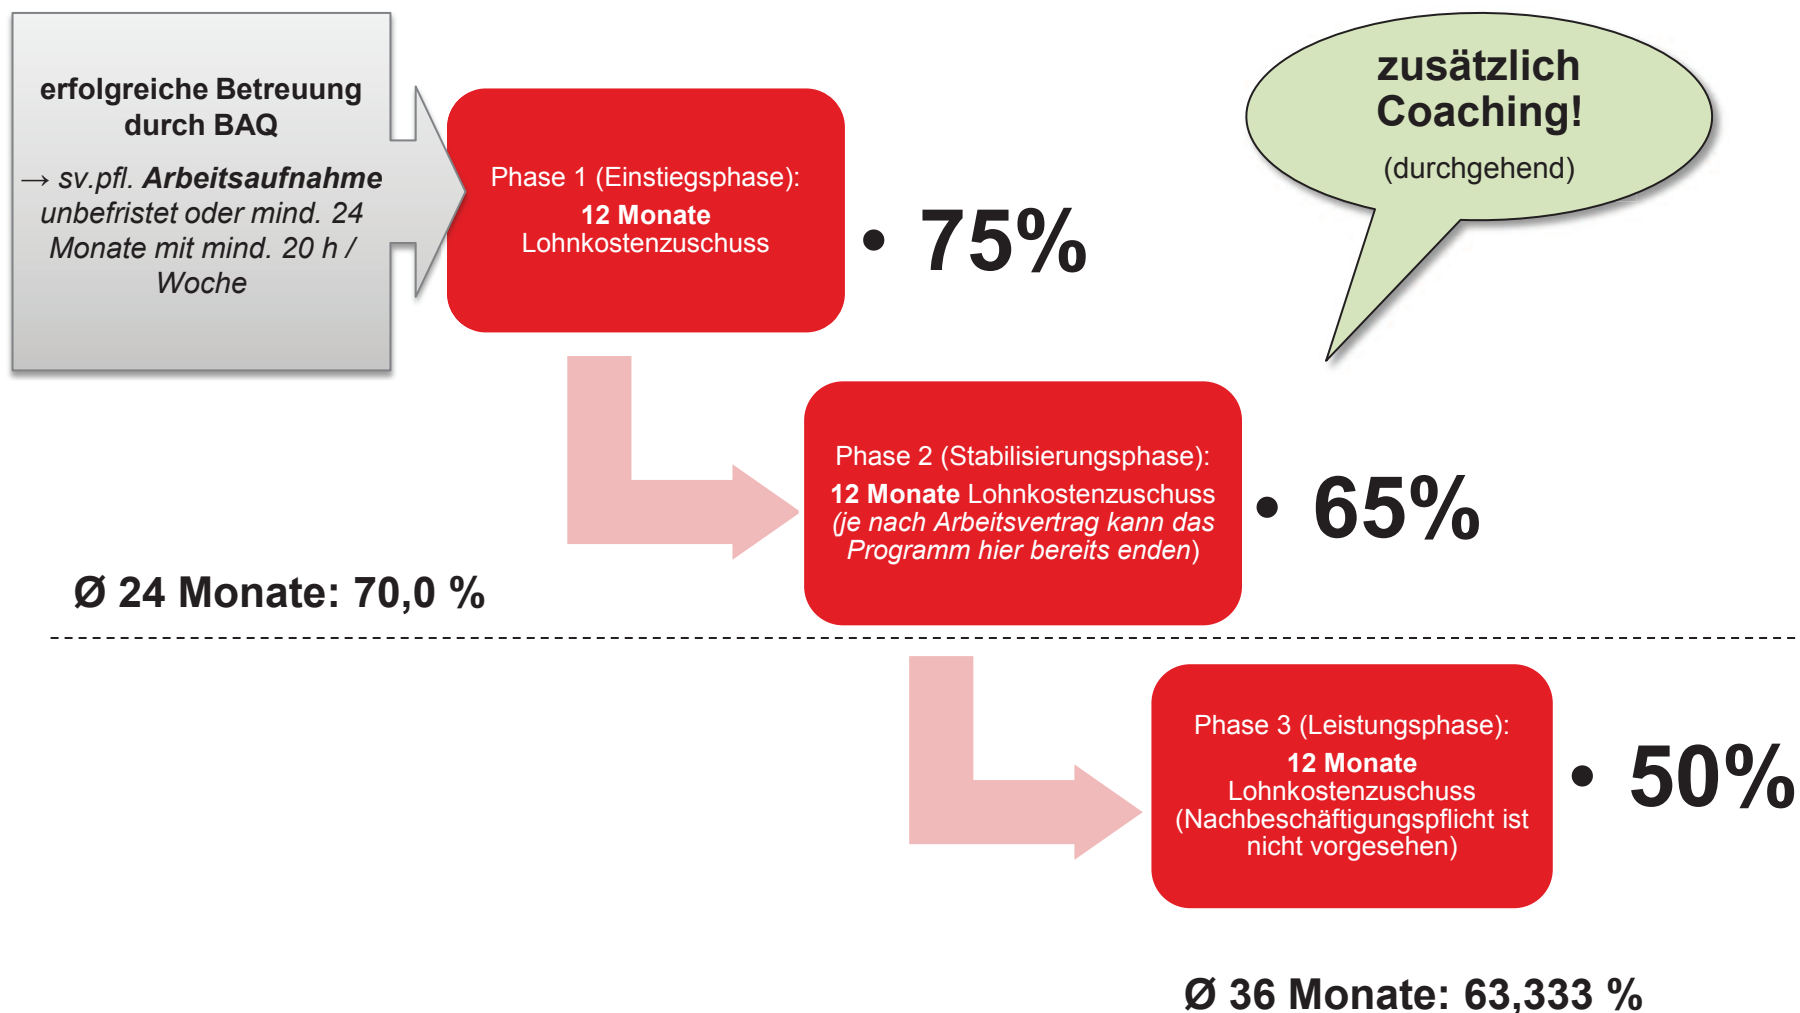 erfolgreiche Betreuung
durch BAQ
→ sv.pfl. Arbeitsaufnahme
unbefristet oder mind. 24
Monate mit mind. 20 h /
Woche
Phase 1 (Einstiegsphase):
12 Monate
Lohnkostenzuschuss
• 75%
zusätzlich
Coaching!
(durchgehend)
Phase 2 (Stabilisierungsphase):
12 Monate Lohnkostenzuschuss
(je nach Arbeitsvertrag kann das
Programm hier bereits enden)
• 65%
Ø 24 Monate: 70,0 %
Phase 3 (Leistungsphase):
12 Monate
Lohnkostenzuschuss
(Nachbeschäftigungspflicht ist
nicht vorgesehen)
• 50%
Ø 36 Monate: 63,333 %